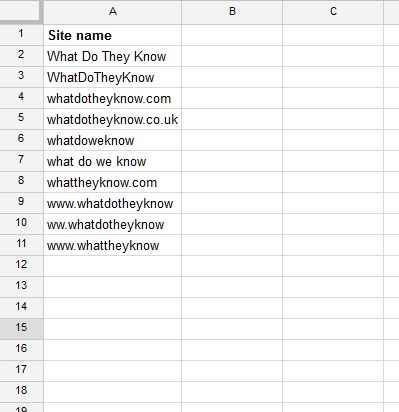 A B C
1 Site name
2 What Do They Know
3 WhatDoTheyKnow
4 whatdotheyknow.com
5 whatdotheyknow.co.uk
6 whatdoweknow
7 what do we know
8 whattheyknow.com
9 www.whatdotheyknow
10 ww.whatdotheyknow
11 www.whattheyknow
12
13
14
15
16
17
18
19